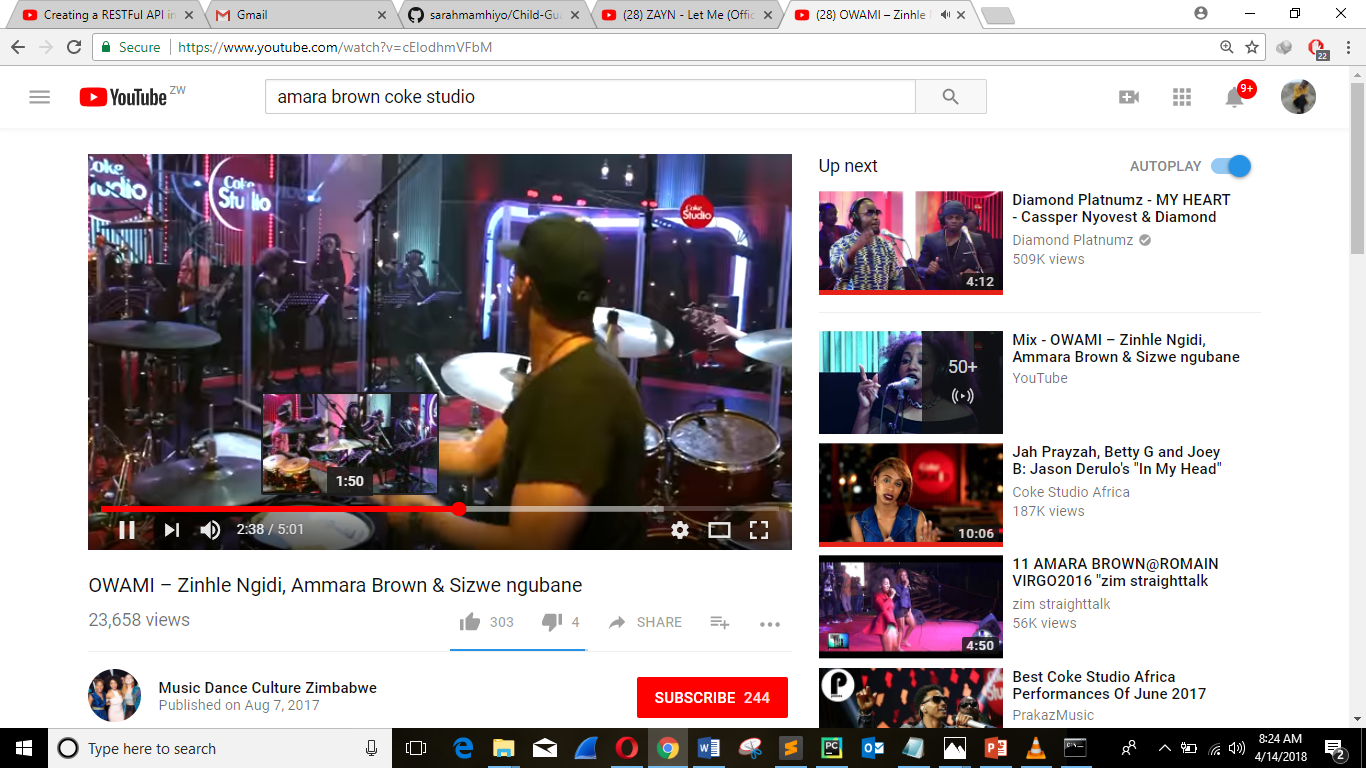 Creating a RESTFul API in
Gmail
sarahmamhiyo/Child-Gua
(28) ZAYN - Let Me (Offic
(28) OWAMI – Zinhle
Secure
https://www.youtube.com/watch?v=cEIodhmVFbM
22
YouTube ZW
amara brown coke studio
9+
Coke Studio
Coke Studio
1:50
2:38 / 5:01
OWAMI – Zinhle Ngidi, Ammara Brown & Sizwe ngubane
23,658 views
303
4
SHARE
Music Dance Culture Zimbabwe
Published on Aug 7, 2017
SUBSCRIBE 244
Up next
AUTOPLAY
4:12
Diamond Platnumz - MY HEART
- Cassper Nyovest & Diamond
Diamond Platnumz
509K views
50+
Mix - OWAMI – Zinhle Ngidi,
Ammara Brown & Sizwe ngubane
YouTube
10:06
Jah Prayzah, Betty G and Joey
B: Jason Derulo's "In My Head"
Coke Studio Africa
187K views
4:50
11 AMARA BROWN@ROMAIN
VIRGO2016 "zim straighttalk
zim straighttalk
56K views
Best Coke Studio Africa
Performances Of June 2017
PrakazMusic
Type here to search
8:24 AM
4/14/2018
2